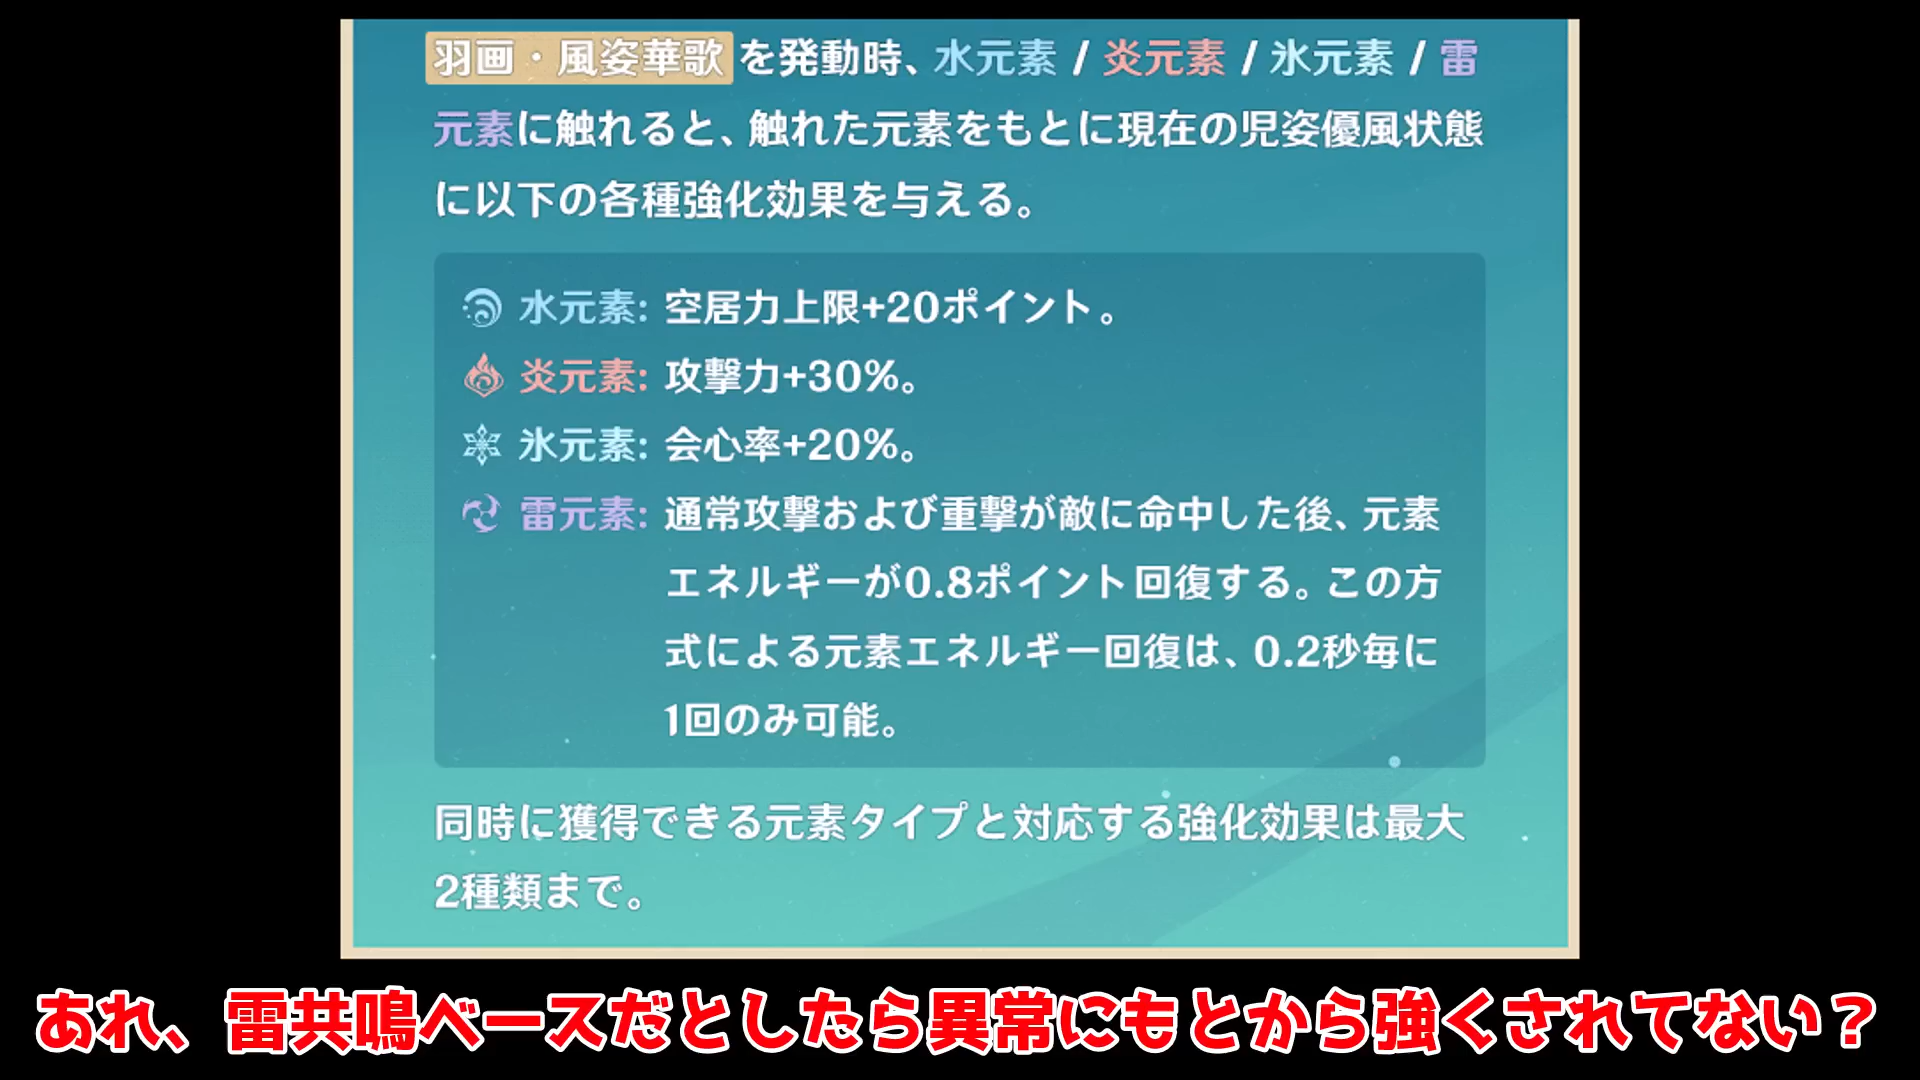 羽画・風姿華歌 を発動時、水元素 / 炎元素 / 氷元素 / 雷
元素に触れると、触れた元素をもとに現在の児姿優風状態
に以下の各種強化効果を与える。
水元素: 空居力上限+20ポイント。
炎元素: 攻撃力+30%。
氷元素: 会心率+20%。
雷元素: 通常攻撃および重撃が敵に命中した後、元素
エネルギーが0.8ポイント回復する。この方
式による元素エネルギー回復は、0.2秒毎に
1回のみ可能。
同時に獲得できる元素タイプと対応する強化効果は最大
2種類まで。
あれ、雷共鳴ベースだとしたら異常にもとから強くされてない？